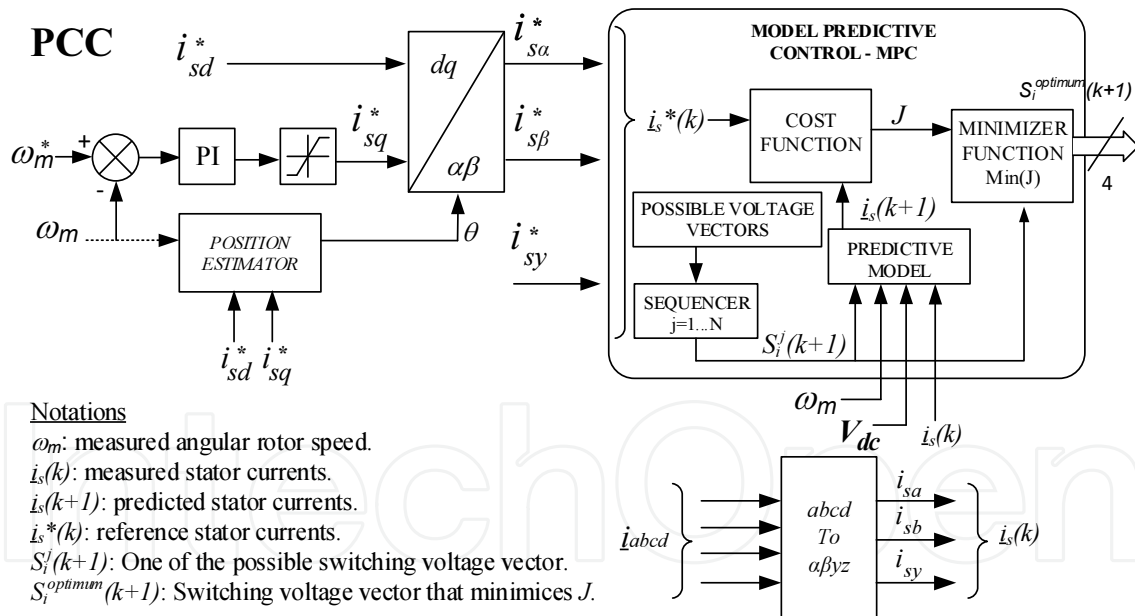 PCC
i*sd
dq
αβ
i*sα
i*sβ
i*sy
ω*m
+
-
PI
i*sq
ωm
POSITION
ESTIMATOR
θ
i*sd
i*sq
MODEL PREDICTIVE
CONTROL - MPC
i_s*(k)
COST
FUNCTION
J
MINIMIZER
FUNCTION
Min(J)
S_i^optimum(k+1)
4
POSSIBLE VOLTAGE
VECTORS
i_s(k+1)
PREDICTIVE
MODEL
SEQUENCER
j=1...N
S_i^j(k+1)
ωm
Vdc
i_s(k)
Notations
ωm: measured angular rotor speed.
i_s(k): measured stator currents.
i_s(k+1): predicted stator currents.
i_s*(k): reference stator currents.
S_i^j(k+1): One of the possible switching voltage vector.
S_i^optimum(k+1): Switching voltage vector that minimices J.
iabcd
abcd
To
αβyz
isa
isb
isy
i_s(k)
IntechOpen